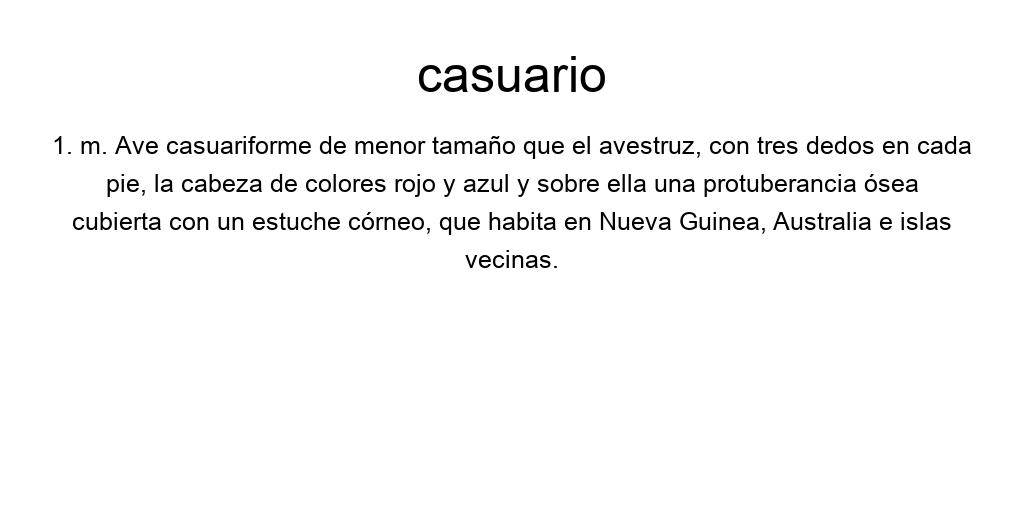 casuario
1. m. Ave casuariforme de menor tamaño que el avestruz, con tres dedos en cada
pie, la cabeza de colores rojo y azul y sobre ella una protuberancia ósea
cubierta con un estuche córneo, que habita en Nueva Guinea, Australia e islas
vecinas.